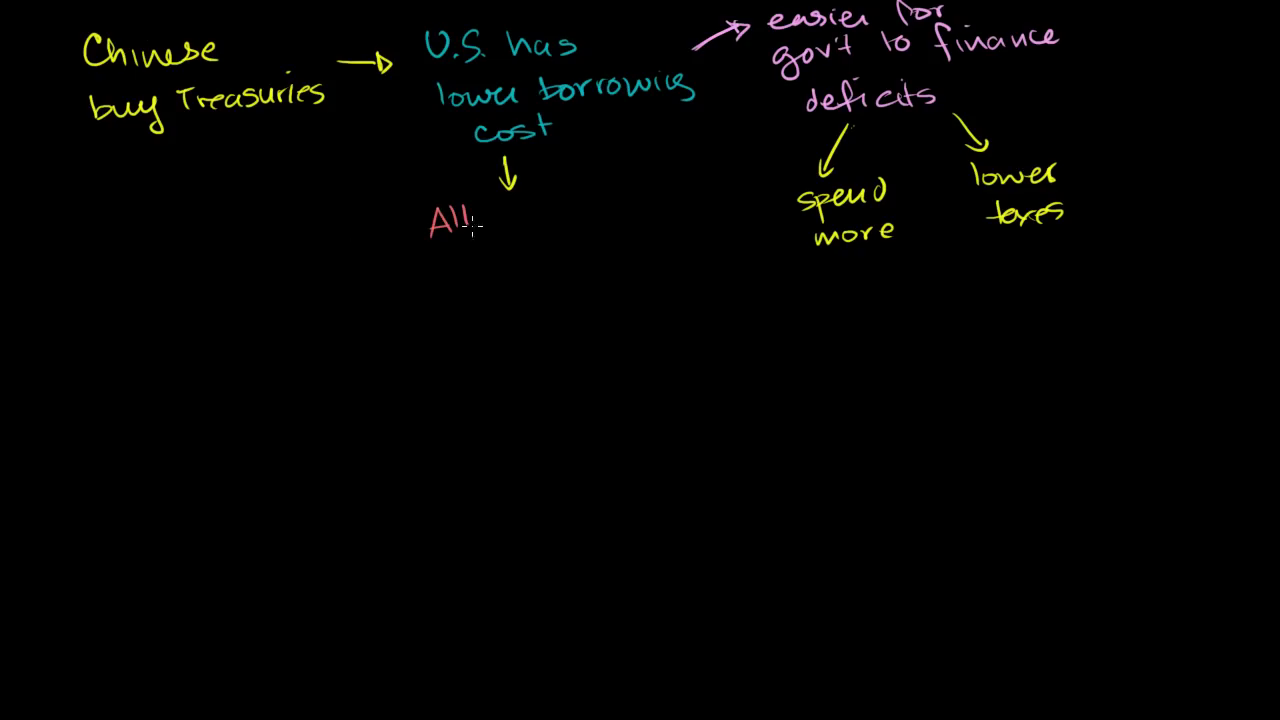 Chinese
buy Treasuries
U.S. has
lower borrowing
cost
easier for
gov't to finance
deficits
spend
more
lower
taxes
All